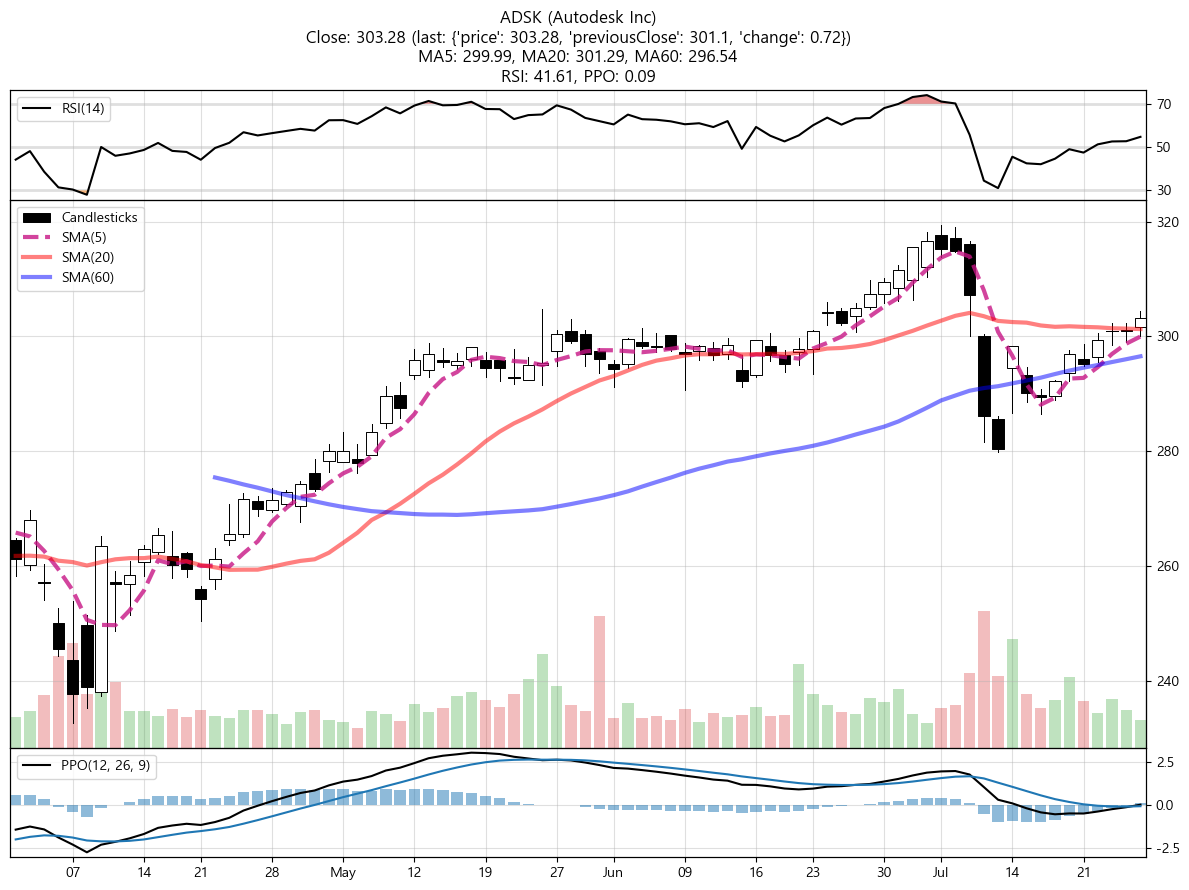 ADSK (Autodesk Inc)
Close: 303.28 (last: {'price': 303.28, 'previousClose': 301.1, 'change': 0.72})
MA5: 299.99, MA20: 301.29, MA60: 296.54
RSI: 41.61, PPO: 0.09
RSI(14)
70
50
30
Candlesticks
SMA(5)
SMA(20)
SMA(60)
320
300
280
260
240
PPO(12, 26, 9)
2.5
0.0
−2.5
07 14 21 28 May 12 19 27 Jun 09 16 23 30 Jul 14 21